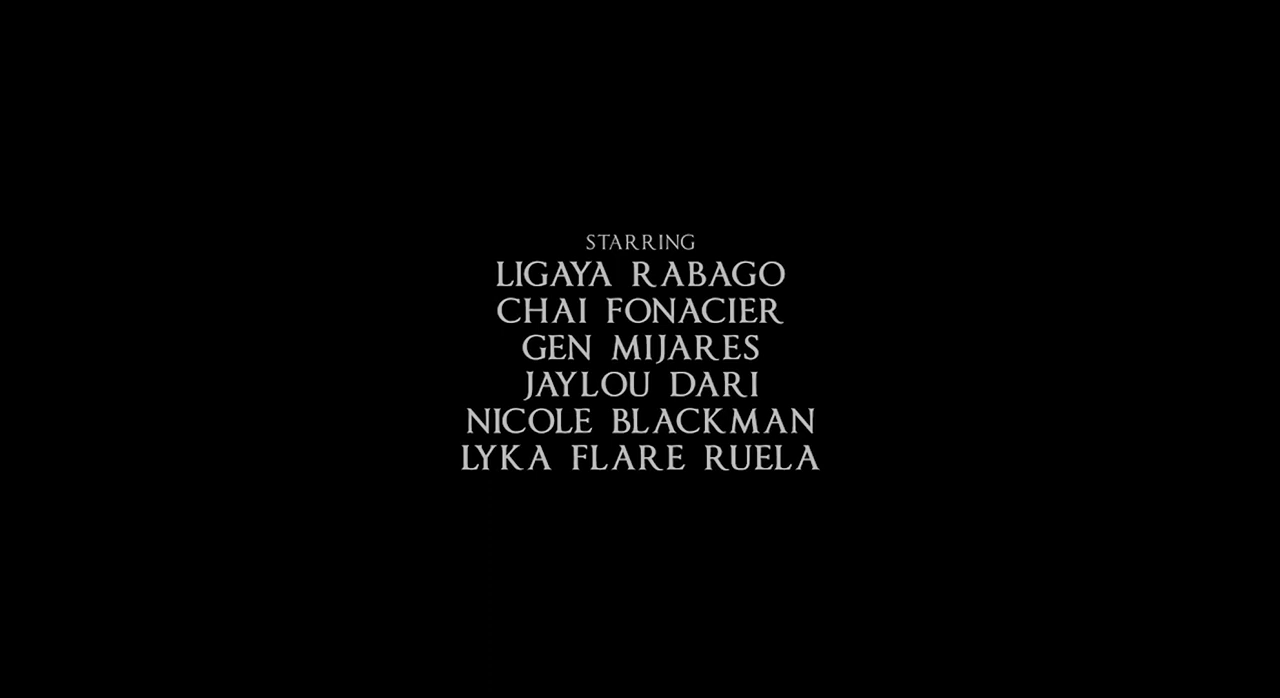 STARRING
LIGAYA RABAGO
CHAI FONACIER
GEN MIJARES
JAYLOU DARI
NICOLE BLACKMAN
LYKA FLARE RUELA